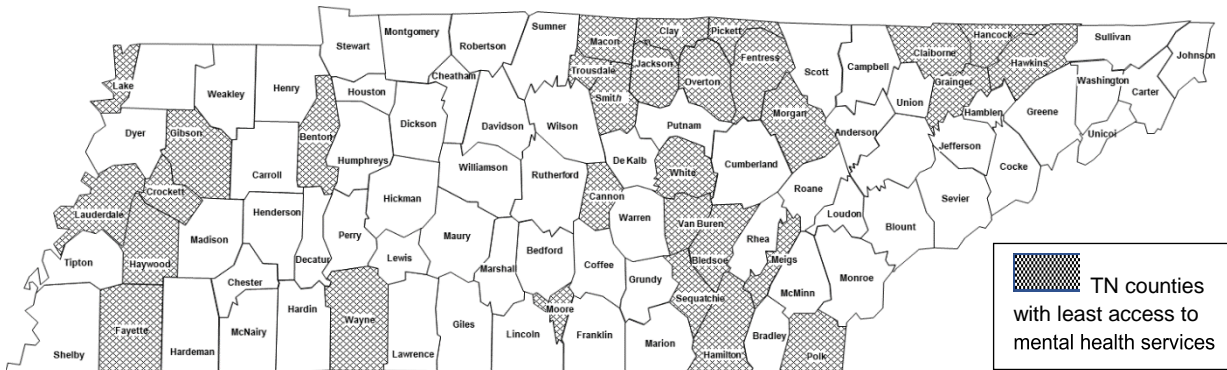 Stewart
Montgomery
Robertson
Sumner
Macon
Clay
Pickett
Fentress
Scott
Campbell
Claiborne
Hancock
Hawkins
Sullivan
Johnson
Lake
Weakley
Henry
Houston
Cheatham
Trousdale
Jackson
Overton
Smith
Morgan
Union
Grainger
Hamblen
Greene
Washington
Carter
Unicoi
Dyer
Gibson
Benton
Dickson
Davidson
Wilson
Putnam
Anderson
Jefferson
Cocke
Humphreys
Carroll
Williamson
Rutherford
De Kalb
White
Cumberland
Roane
Sevier
Crockett
Lauderdale
Haywood
Madison
Henderson
Decatur
Perry
Hickman
Lewis
Maury
Cannon
Warren
Van Buren
Rhea
Loudon
Blount
Tipton
Chester
Marshall
Bedford
Coffee
Grundy
Bledsoe
Meigs
McMinn
Monroe
Shelby
Fayette
Hardeman
McNairy
Hardin
Wayne
Lawrence
Giles
Lincoln
Moore
Franklin
Marion
Sequatchie
Hamilton
Bradley
Polk
TN counties
with least access to
mental health services